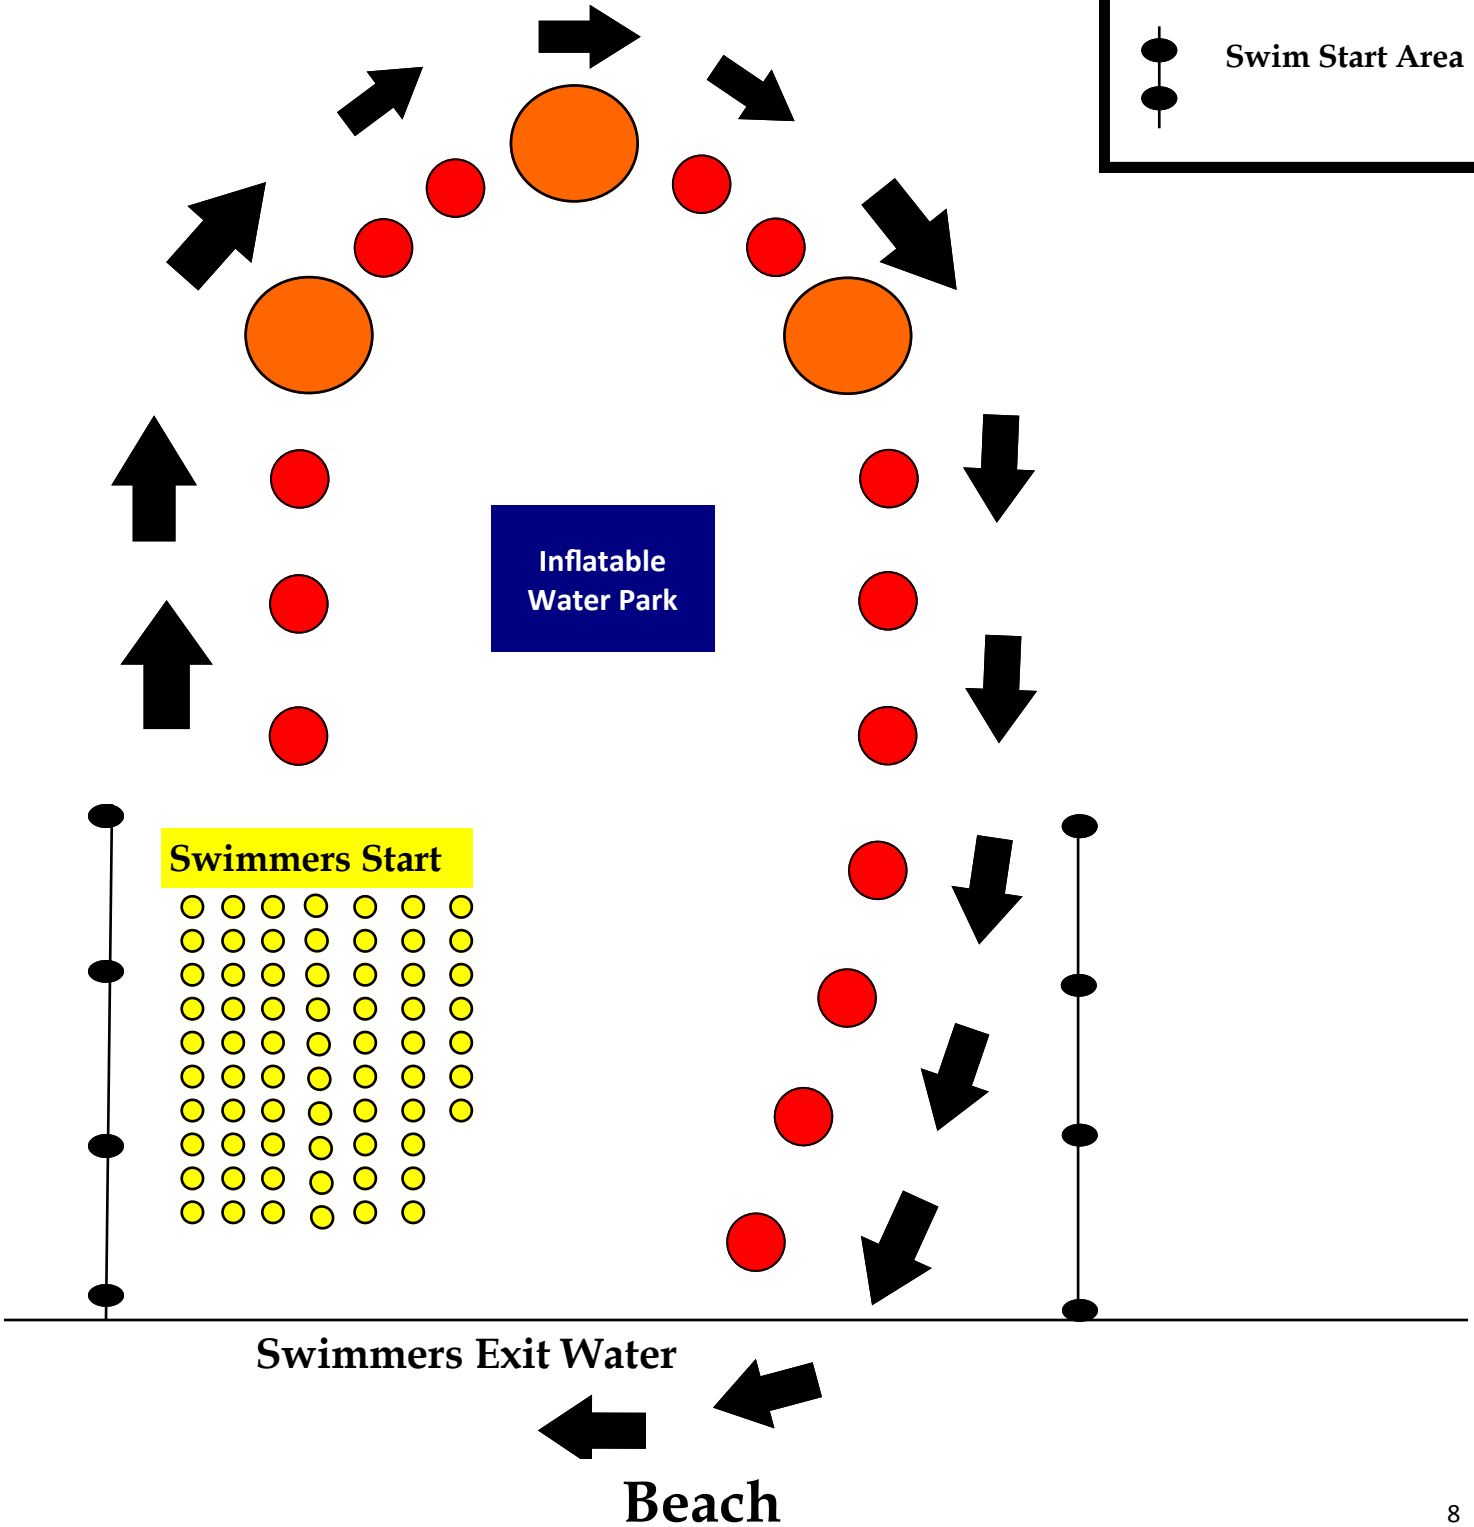 Swim Start Area
Inflatable
Water Park
Swimmers Start
Swimmers Exit Water
Beach
8